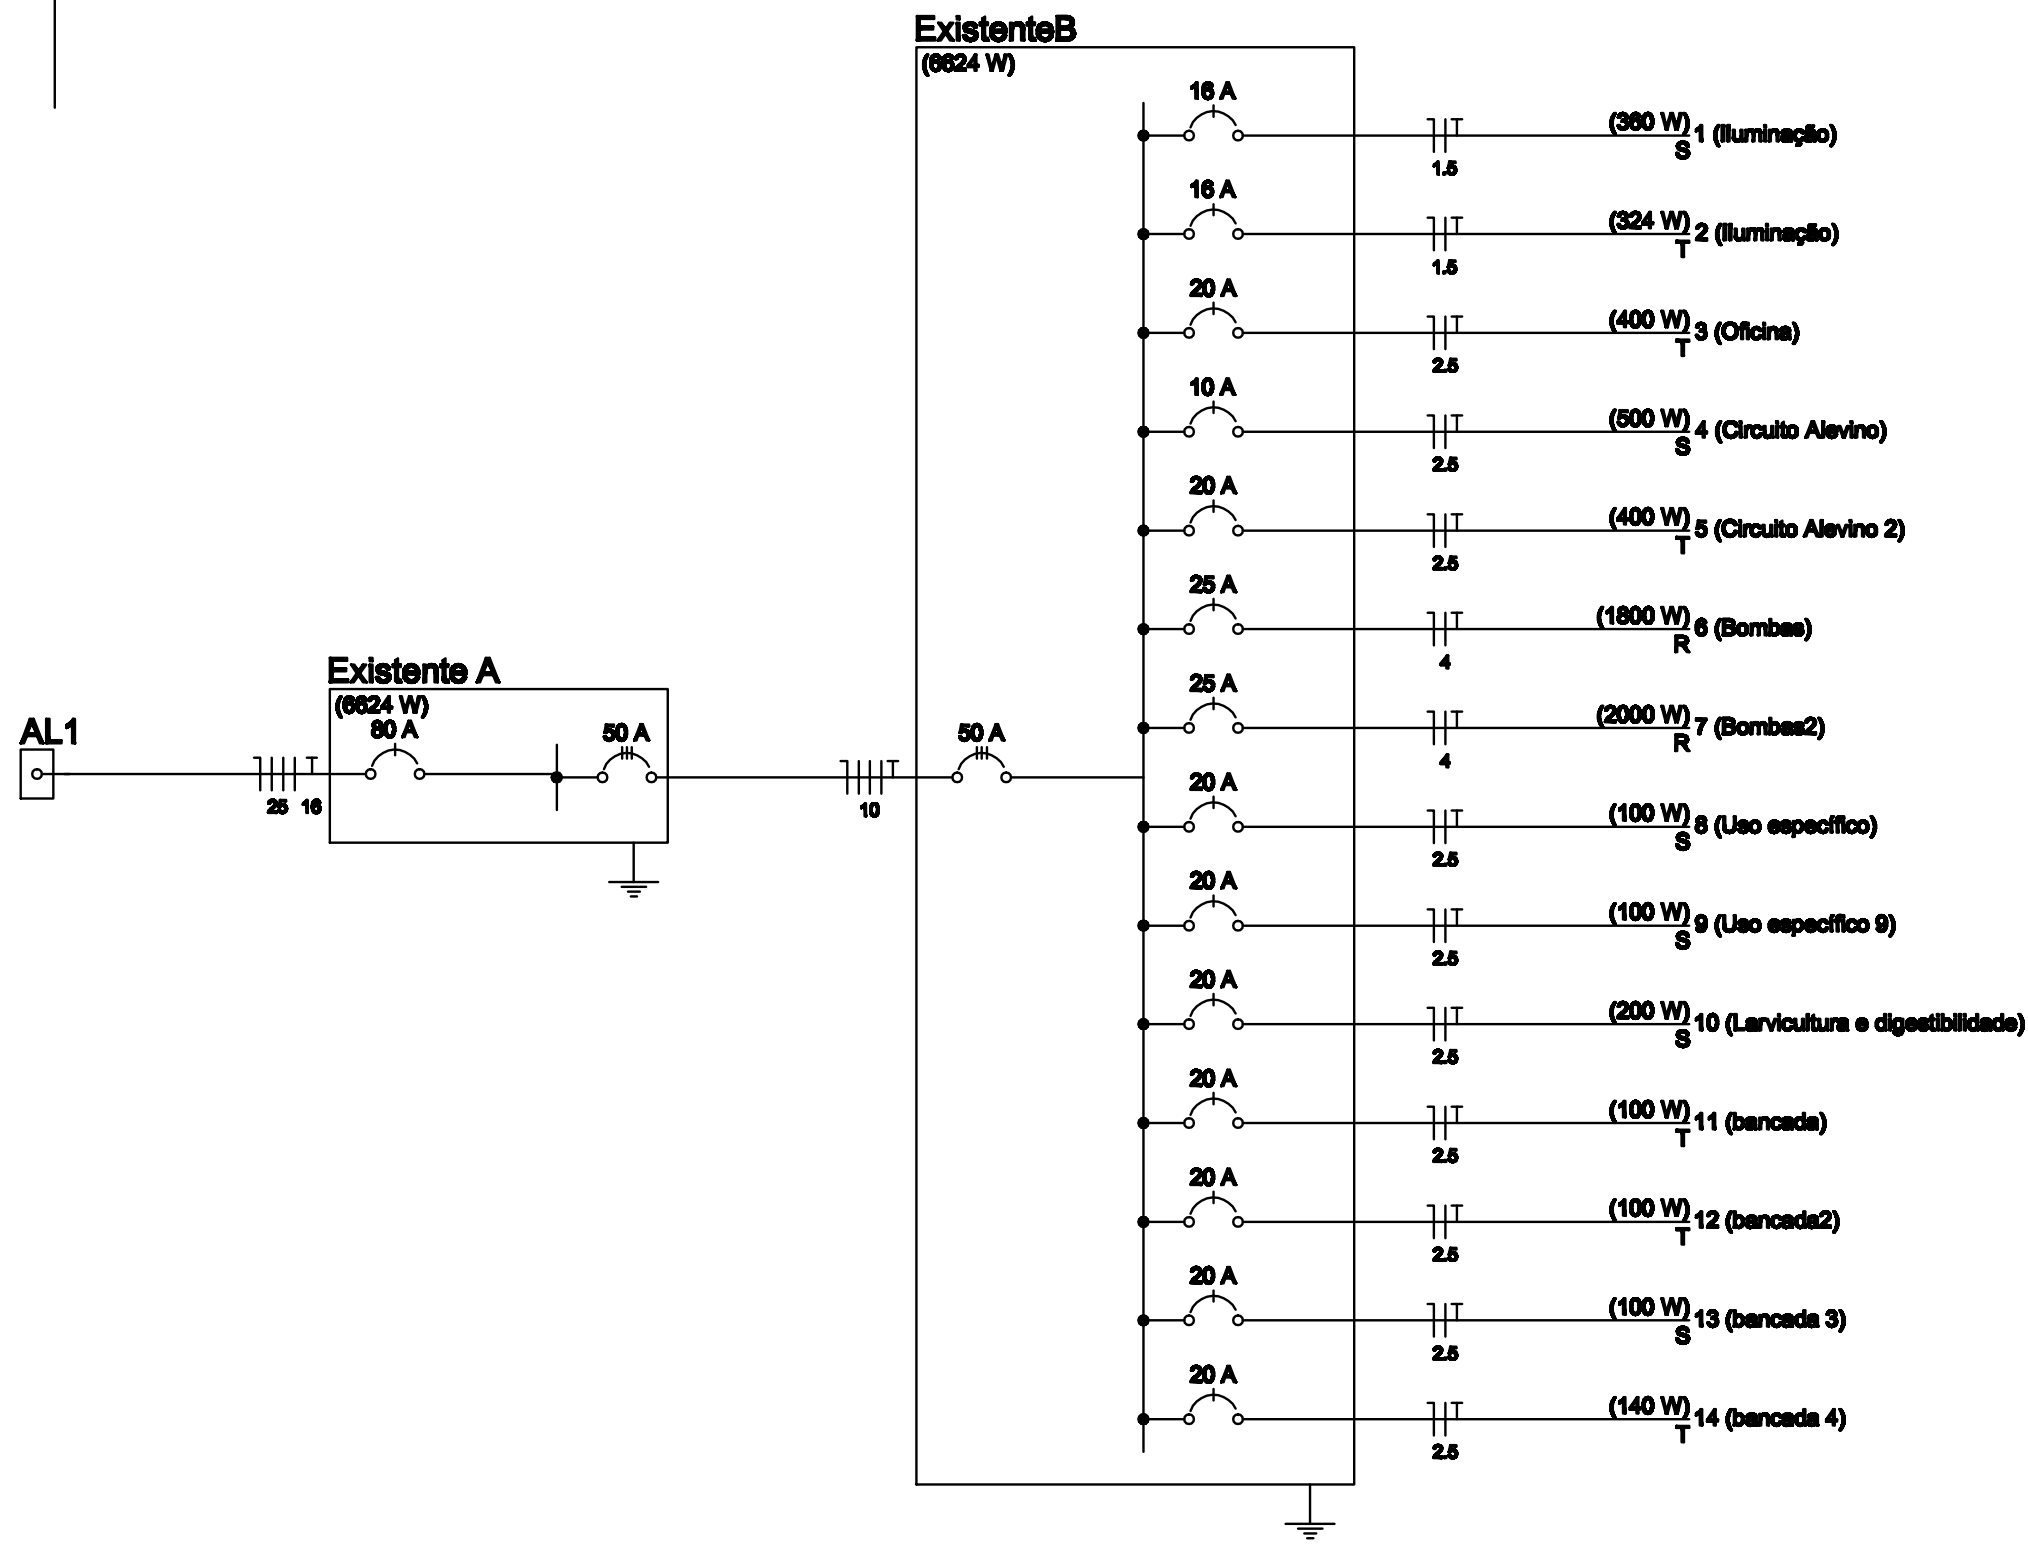 ExistenteB
(6624 W)
16 A
(360 W)
1 (Iluminação)
S
1.5
16 A
(324 W)
2 (Iluminação)
T
1.5
20 A
(400 W)
3 (Oficina)
T
2.5
10 A
(500 W)
4 (Circuito Alevino)
S
2.5
20 A
(400 W)
5 (Circuito Alevino 2)
T
2.5
25 A
(1800 W)
6 (Bombas)
R
4
Existente A
(6624 W)
80 A
50 A
AL1
25 16
50 A
10
25 A
(2000 W)
7 (Bombas2)
R
4
20 A
(100 W)
8 (Uso específico)
S
2.5
20 A
(100 W)
9 (Uso específico 9)
S
2.5
20 A
(200 W)
10 (Larvicultura e digestibilidade)
S
2.5
20 A
(100 W)
11 (bancada)
T
2.5
20 A
(100 W)
12 (bancada2)
T
2.5
20 A
(100 W)
13 (bancada 3)
S
2.5
20 A
(140 W)
14 (bancada 4)
T
2.5